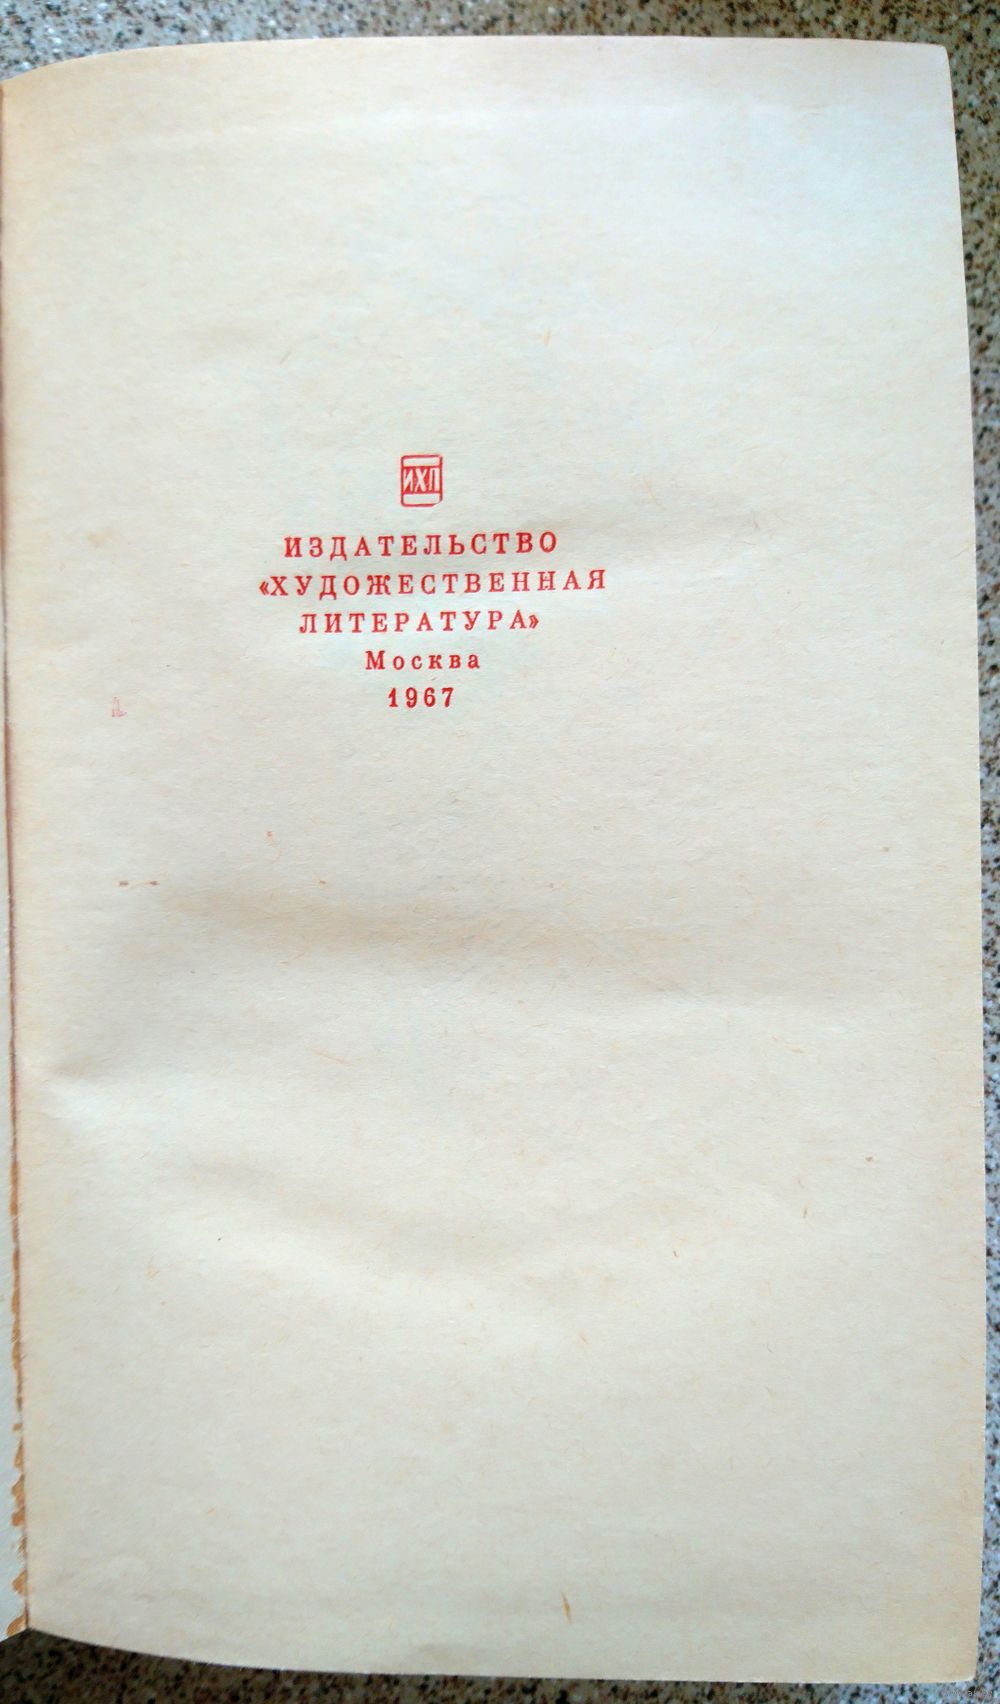 ИХЛ
ИЗДАТЕЛЬСТВО
«ХУДОЖЕСТВЕННАЯ
ЛИТЕРАТУРА»
Москва
1967